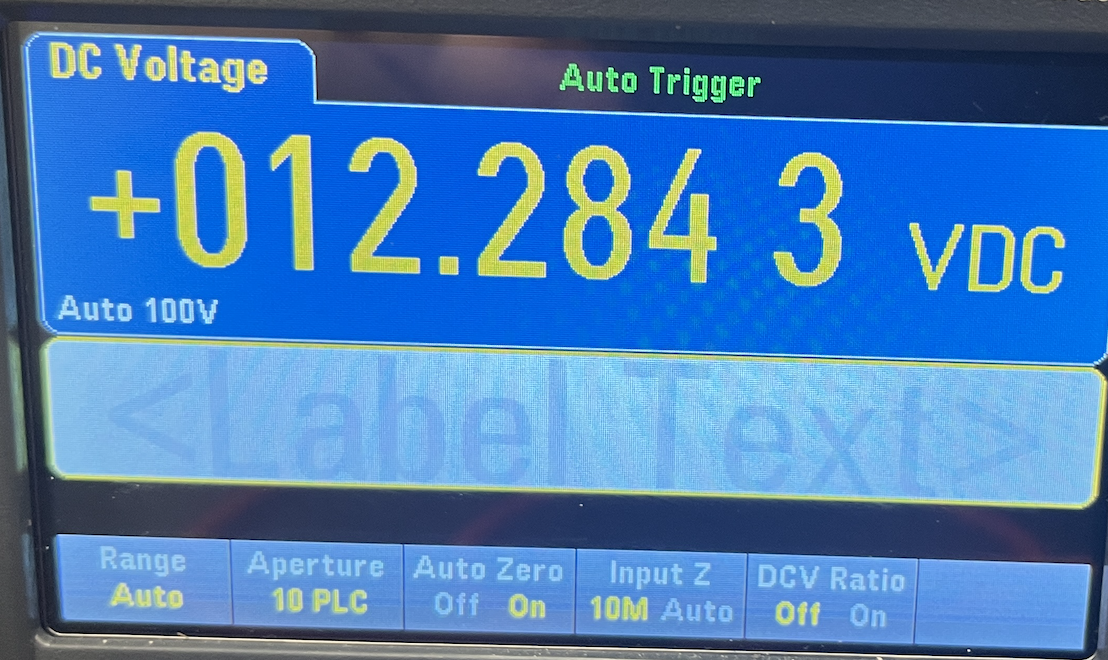 DC Voltage
Auto Trigger
+012.284 3 VDC
Auto 100V
<Label Text>
Range Aperture Auto Zero Input Z DCV Ratio
Auto 10 PLC Off On 10M Auto Off On